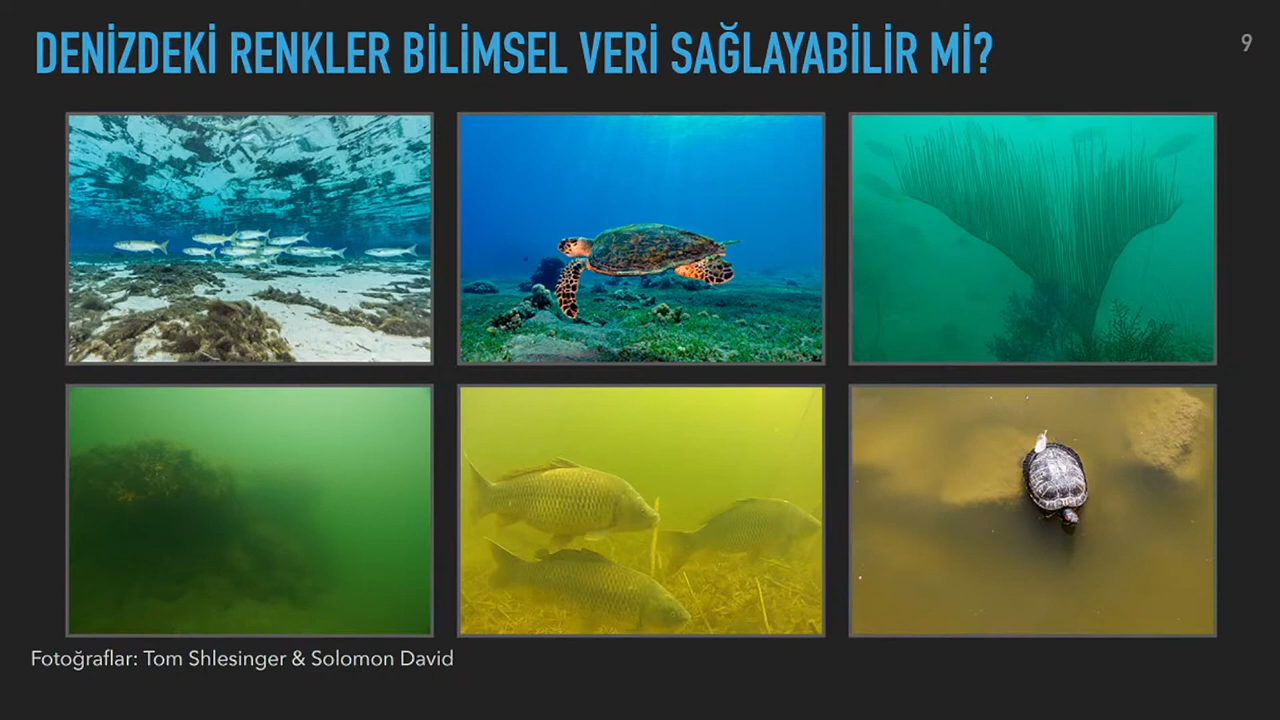 DENİZDEKİ RENKLER BİLİMSEL VERİ SAĞLAYABİLİR Mİ?
9
Fotoğraflar: Tom Shlesinger & Solomon David